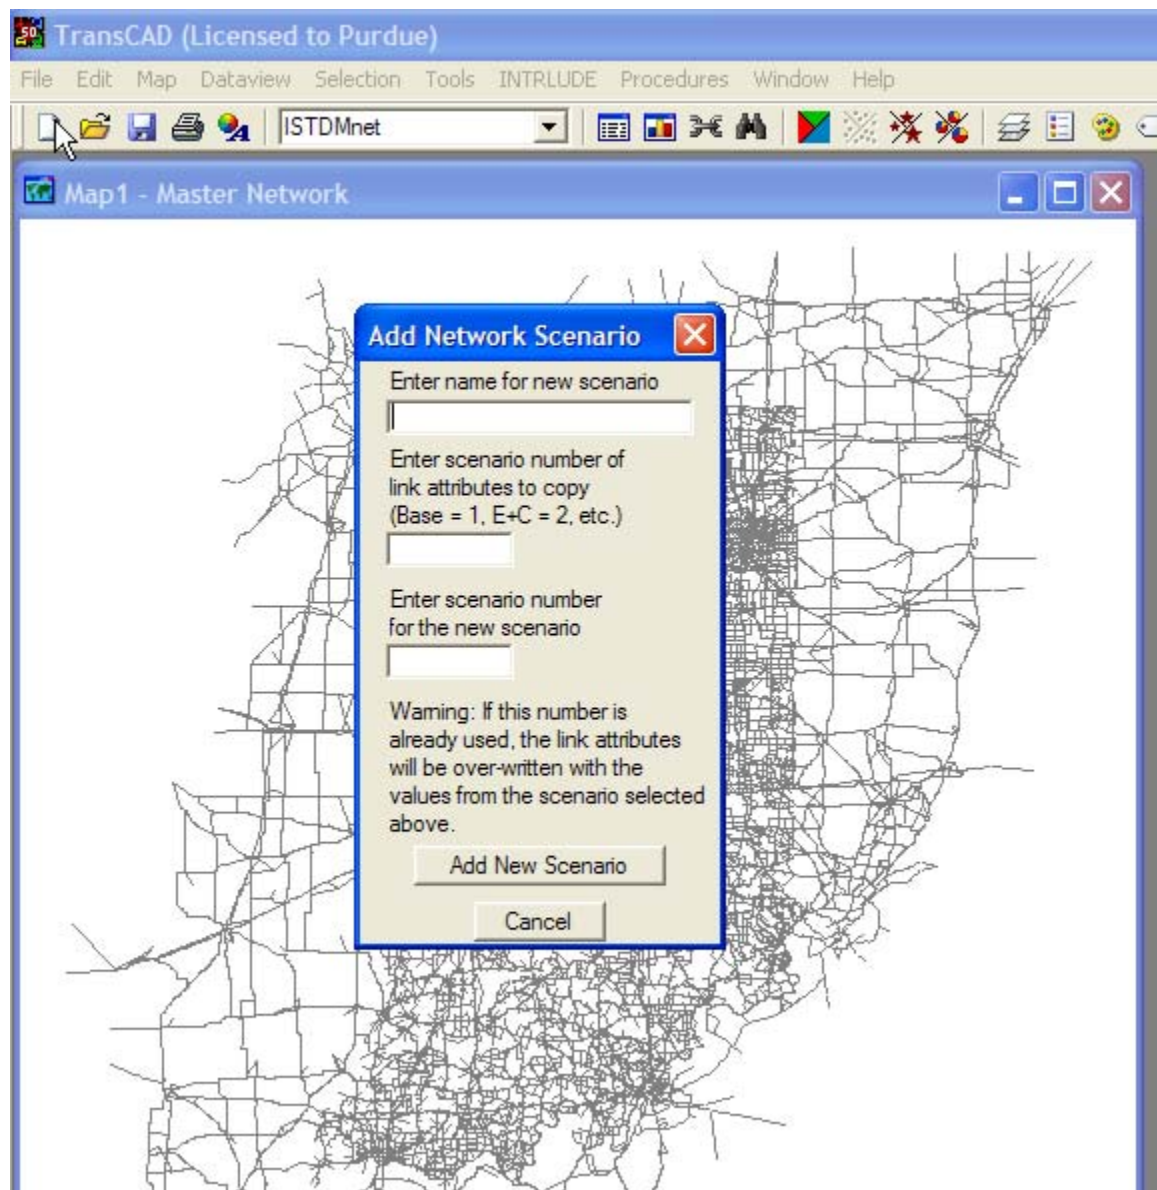 TransCAD (Licensed to Purdue)
File Edit Map Dataview Selection Tools INTRLUDE Procedures Window Help
ISTDMnet
Map1 - Master Network
Add Network Scenario
Enter name for new scenario
Enter scenario number of
link attributes to copy
(Base = 1, E+C = 2, etc.)
Enter scenario number
for the new scenario
Warning: If this number is
already used, the link attributes
will be over-written with the
values from the scenario selected
above.
Add New Scenario
Cancel